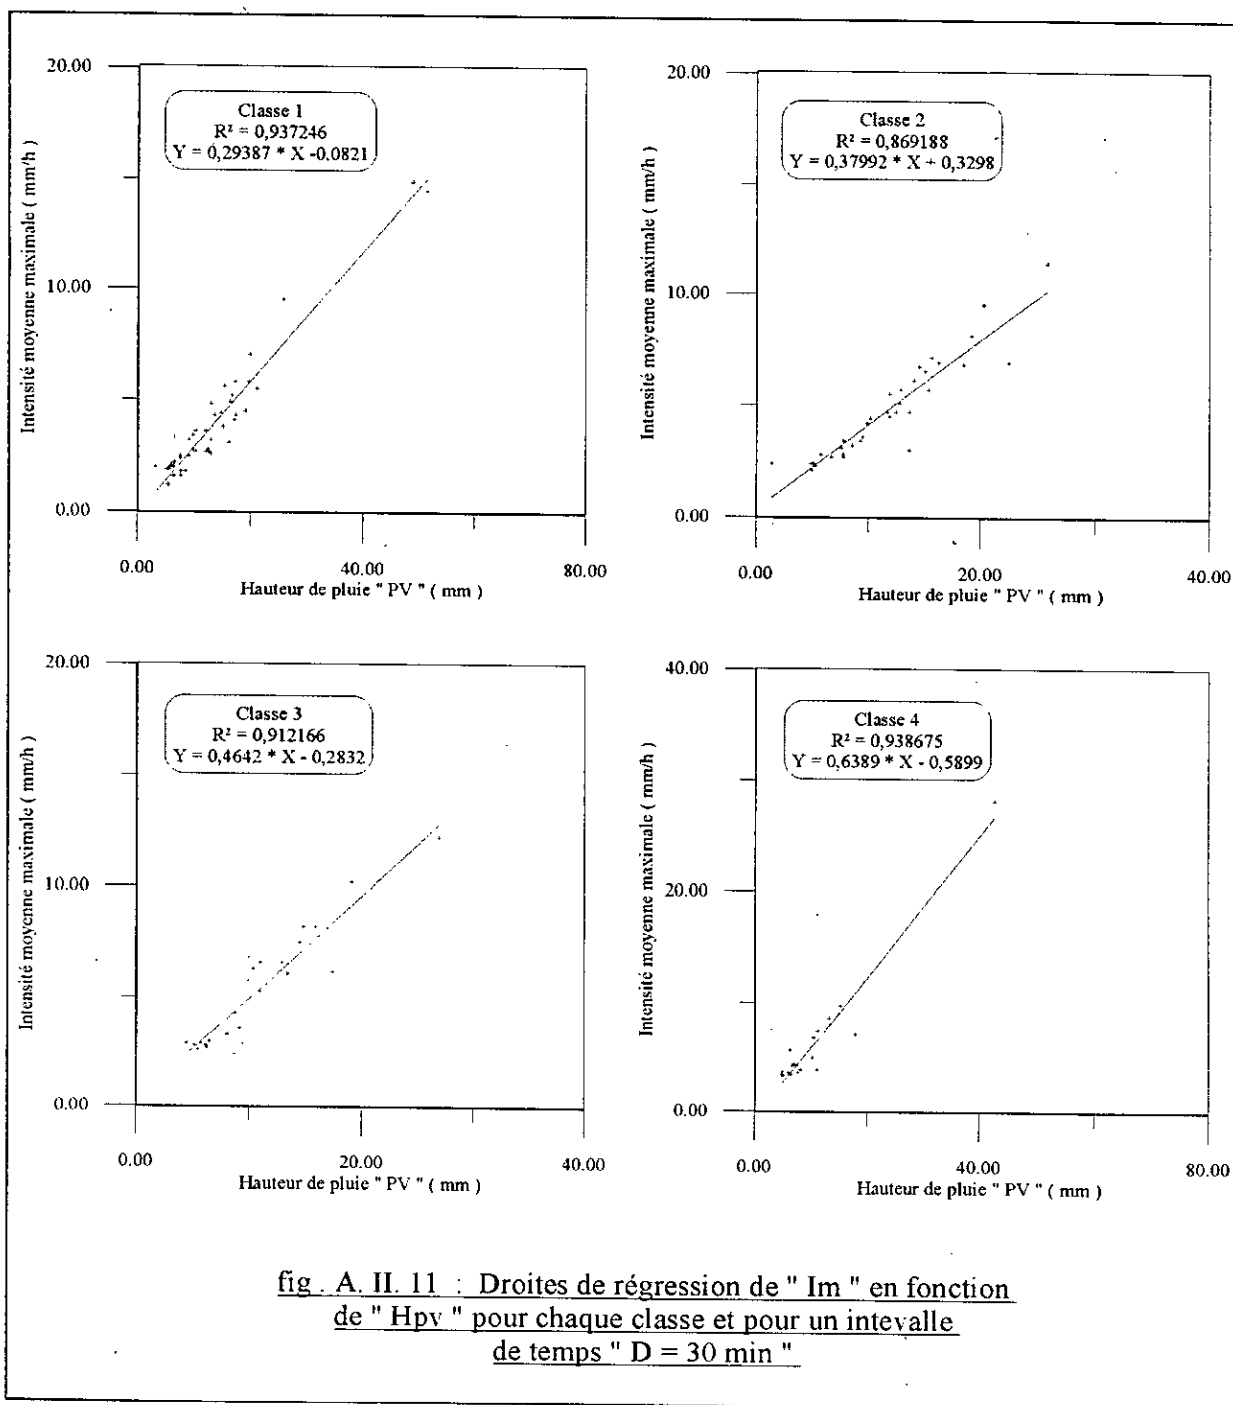 20.00
10.00
0.00
Intensité moyenne maximale ( mm/h )
Classe 1
R² = 0,937246
Y = 0,29387 * X -0.0821
0.00
40.00
80.00
Hauteur de pluie " PV " ( mm )
20.00
10.00
0.00
Intensité moyenne maximale ( mm/h )
Classe 2
R² = 0,869188
Y = 0,37992 * X + 0,3298
0.00
20.00
40.00
Hauteur de pluie " PV " ( mm )
20.00
10.00
0.00
Intensité moyenne maximale ( mm/h )
Classe 3
R² = 0,912166
Y = 0,4642 * X - 0,2832
0.00
20.00
40.00
Hauteur de pluie " PV " ( mm )
40.00
20.00
0.00
Intensité moyenne maximale ( mm/h )
Classe 4
R² = 0,938675
Y = 0,6389 * X - 0,5899
0.00
40.00
80.00
Hauteur de pluie " PV " ( mm )
fig . A. II. 11 : Droites de régression de " Im " en fonction
de " Hpv " pour chaque classe et pour un intevalle
de temps " D = 30 min "